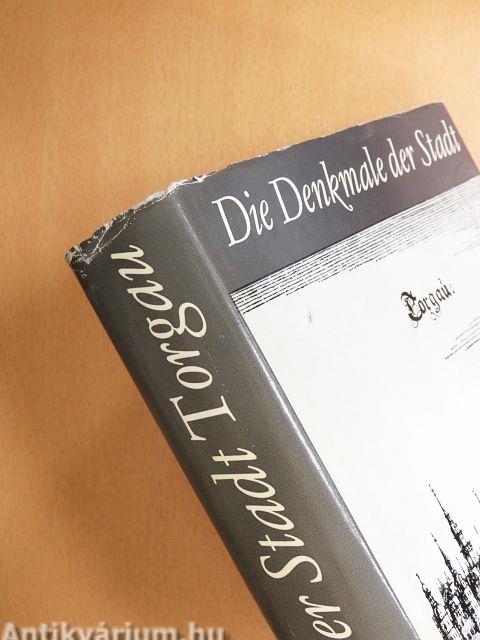 Die Denkmale der Stadt
Torgau
er Stadt Torgau
Antikvárium.hu